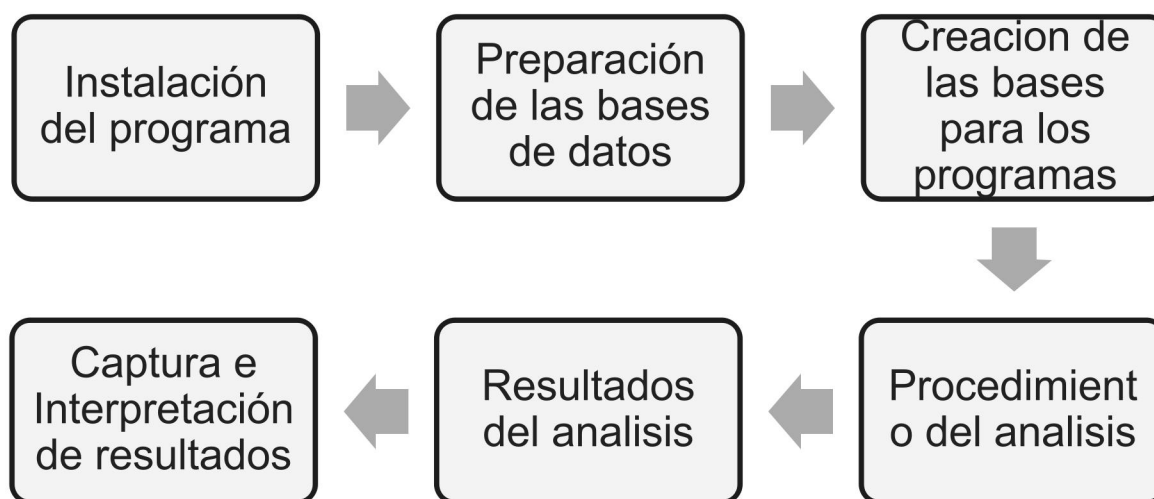 Instalación
del programa
Preparación
de las bases
de datos
Creacion de
las bases
para los
programas
Procedimient
o del analisis
Resultados
del analisis
Captura e
Interpretación
de resultados